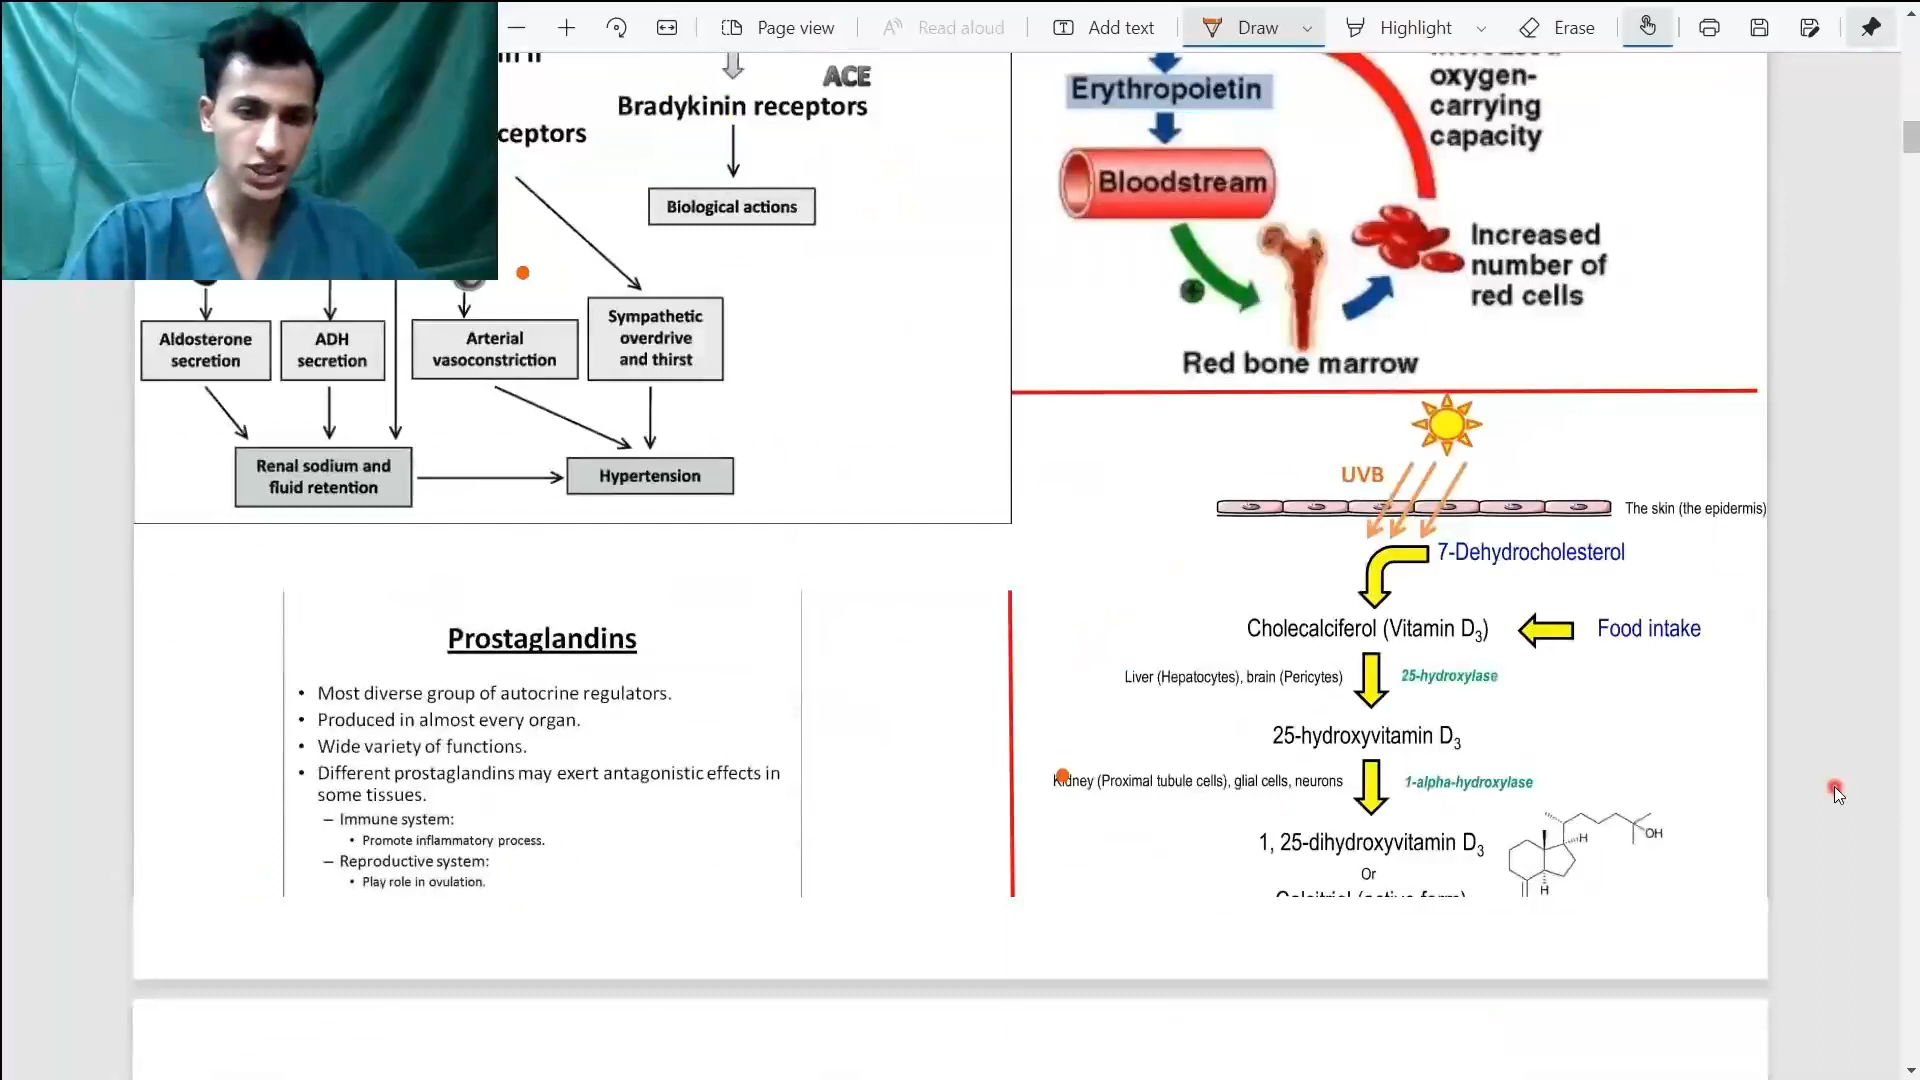 Page view
Read aloud
Add text
Draw
Highlight
Erase
ACE
Bradykinin receptors
ceptors
Biological actions
Aldosterone
secretion
ADH
secretion
Arterial
vasoconstriction
Sympathetic
overdrive
and thirst
Renal sodium and
fluid retention
Hypertension
Erythropoietin
oxygen-
carrying
capacity
Bloodstream
Increased
number of
red cells
Red bone marrow
Prostaglandins
• Most diverse group of autocrine regulators.
• Produced in almost every organ.
• Wide variety of functions.
• Different prostaglandins may exert antagonistic effects in
some tissues.
– Immune system:
• Promote inflammatory process.
– Reproductive system:
• Play role in ovulation.
UVB
The skin (the epidermis)
7-Dehydrocholesterol
Cholecalciferol (Vitamin D3)
Food intake
Liver (Hepatocytes), brain (Pericytes)
25-hydroxylase
25-hydroxyvitamin D3
Kidney (Proximal tubule cells), glial cells, neurons
1-alpha-hydroxylase
1, 25-dihydroxyvitamin D3
Or
Calcitriol (active form)
H
OH
H